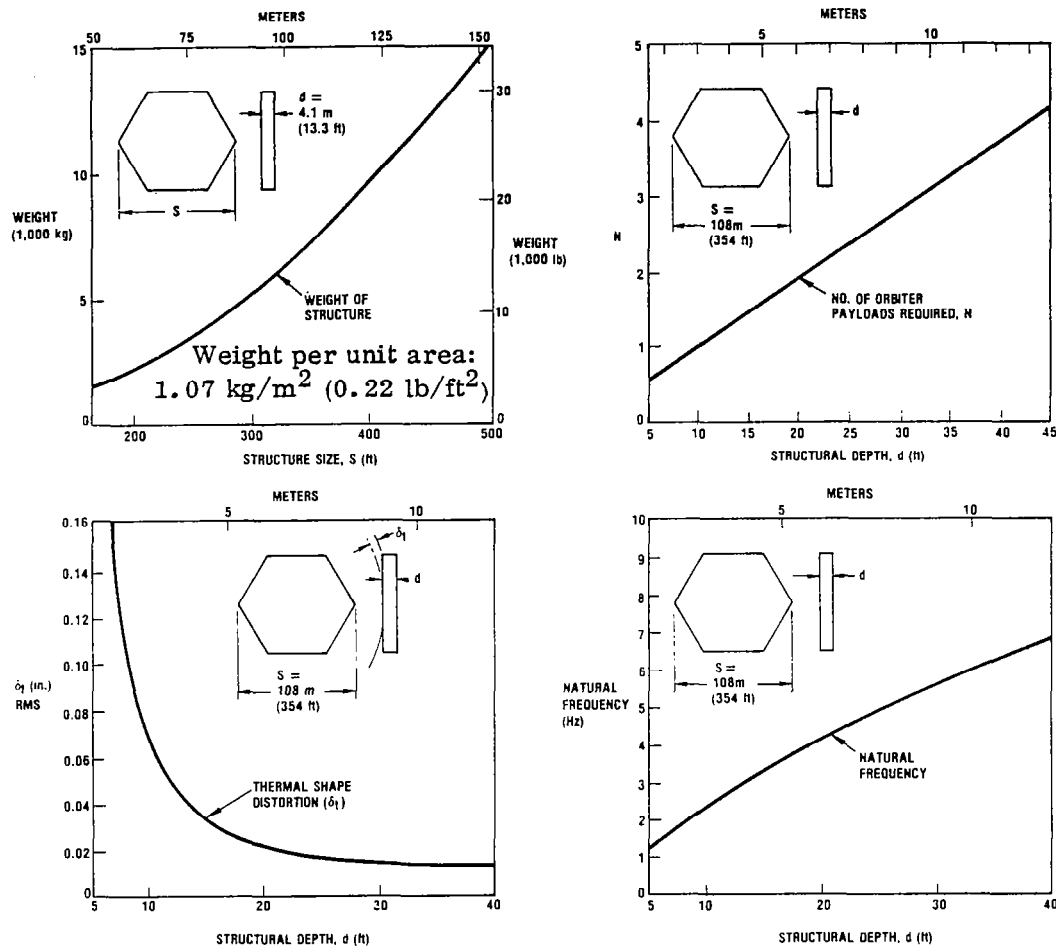 METERS
50 75 100 125 150
15
10
5
0
WEIGHT
(1,000 kg)
d =
4.1 m
(13.3 ft)
S
WEIGHT OF
STRUCTURE
Weight per unit area:
1.07 kg/m² (0.22 lb/ft²)
30
20
10
0
WEIGHT
(1,000 lb)
200 300 400 500
STRUCTURE SIZE, S (ft)
METERS
5 10
5
4
3
2
1
0
N
d
S =
108m
(354 ft)
NO. OF ORBITER
PAYLOADS REQUIRED, N
5 10 15 20 25 30 35 40 45
STRUCTURAL DEPTH, d (ft)
METERS
5 10
0.16
0.14
0.12
0.10
0.08
0.06
0.04
0.02
0
δt (in.)
RMS
δt
d
S =
108 m
(354 ft)
THERMAL SHAPE
DISTORTION (δt)
5 10 20 30 40
STRUCTURAL DEPTH, d (ft)
METERS
5 10
10
9
8
7
6
5
4
3
2
1
0
NATURAL
FREQUENCY
(Hz)
d
S =
108m
(354 ft)
NATURAL
FREQUENCY
5 10 20 30 40
STRUCTURAL DEPTH, d (ft)